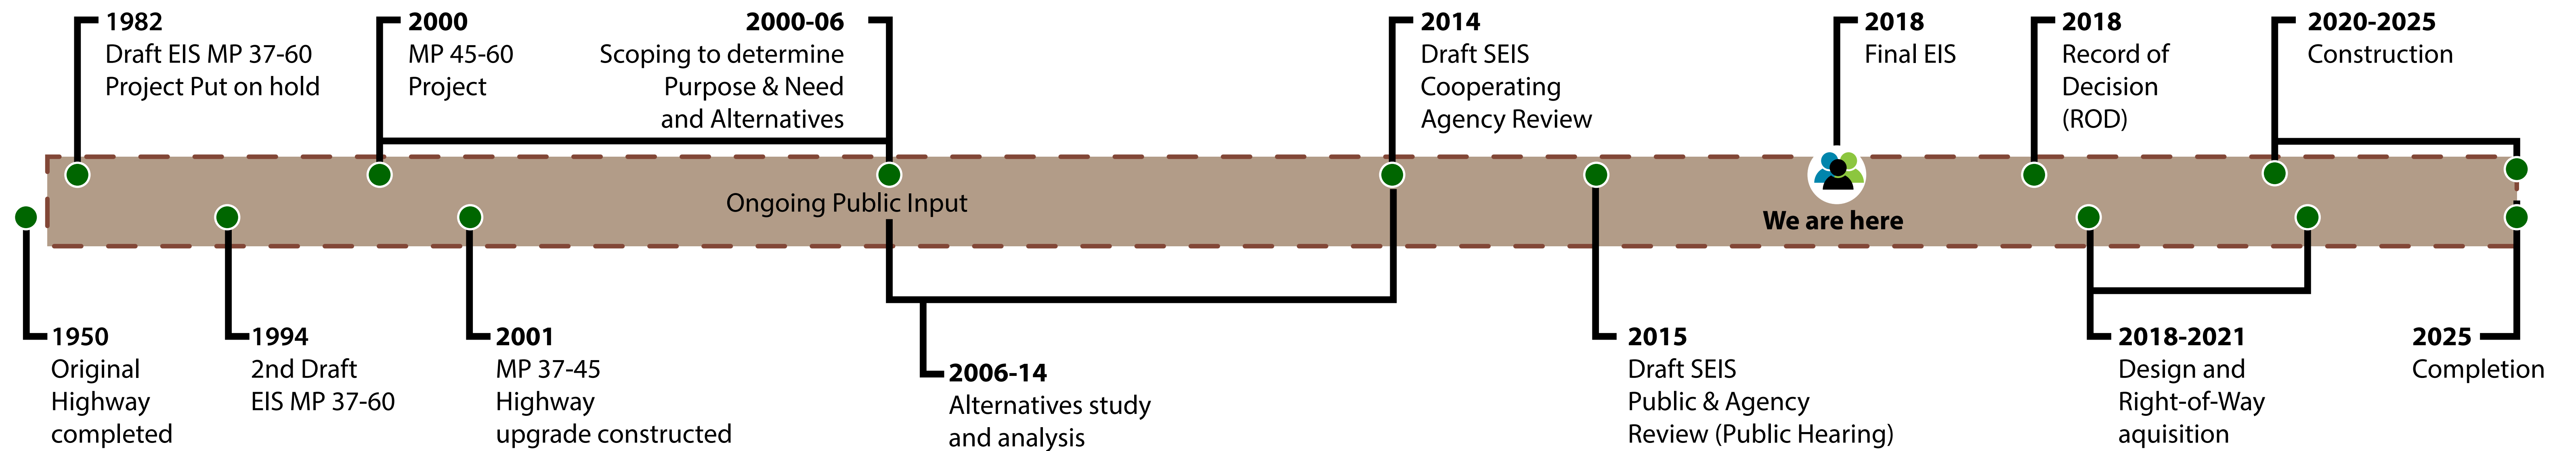 1982
Draft EIS MP 37-60
Project Put on hold
2000
MP 45-60
Project
2000-06
Scoping to determine
Purpose & Need
and Alternatives
2014
Draft SEIS
Cooperating
Agency Review
2018
Final EIS
2018
Record of
Decision
(ROD)
2020-2025
Construction
Ongoing Public Input
We are here
1950
Original
Highway
completed
1994
2nd Draft
EIS MP 37-60
2001
MP 37-45
Highway
upgrade constructed
2006-14
Alternatives study
and analysis
2015
Draft SEIS
Public & Agency
Review (Public Hearing)
2018-2021
Design and
Right-of-Way
aquisition
2025
Completion